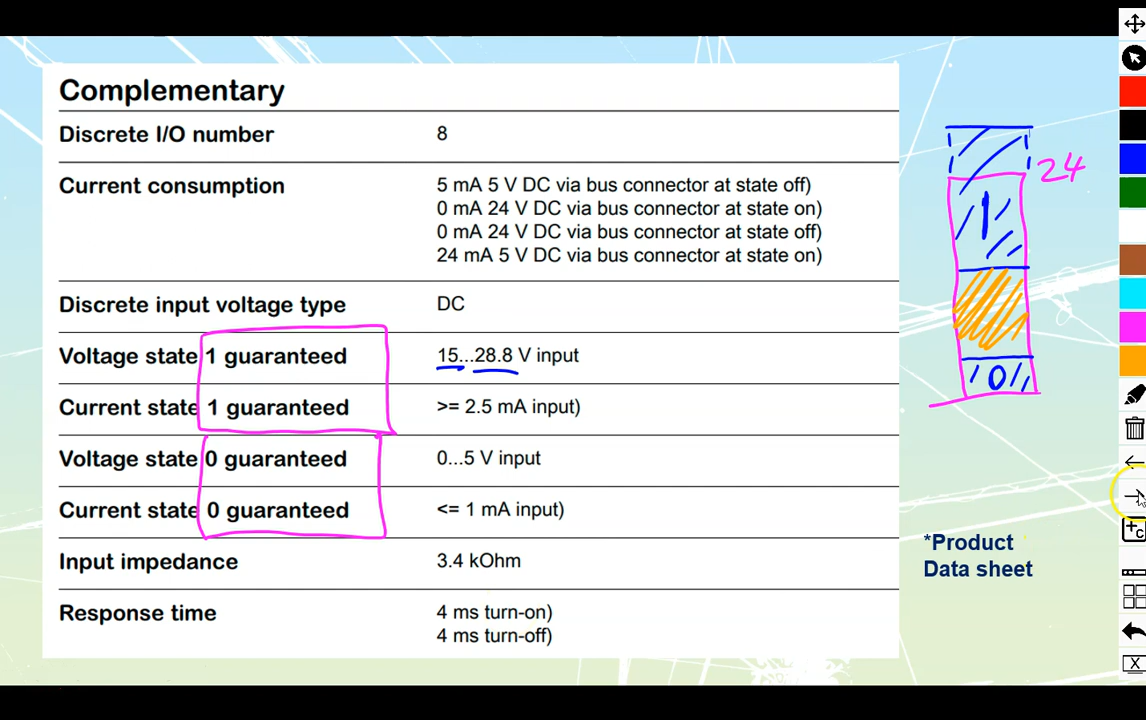 Complementary
Discrete I/O number 8
Current consumption 5 mA 5 V DC via bus connector at state off)
0 mA 24 V DC via bus connector at state on)
0 mA 24 V DC via bus connector at state off)
24 mA 5 V DC via bus connector at state on)
Discrete input voltage type DC
Voltage state 1 guaranteed 15...28.8 V input
Current state 1 guaranteed >= 2.5 mA input)
Voltage state 0 guaranteed 0...5 V input
Current state 0 guaranteed <= 1 mA input)
Input impedance 3.4 kOhm
Response time 4 ms turn-on)
4 ms turn-off)
24
1
0
*Product
Data sheet
+C
X